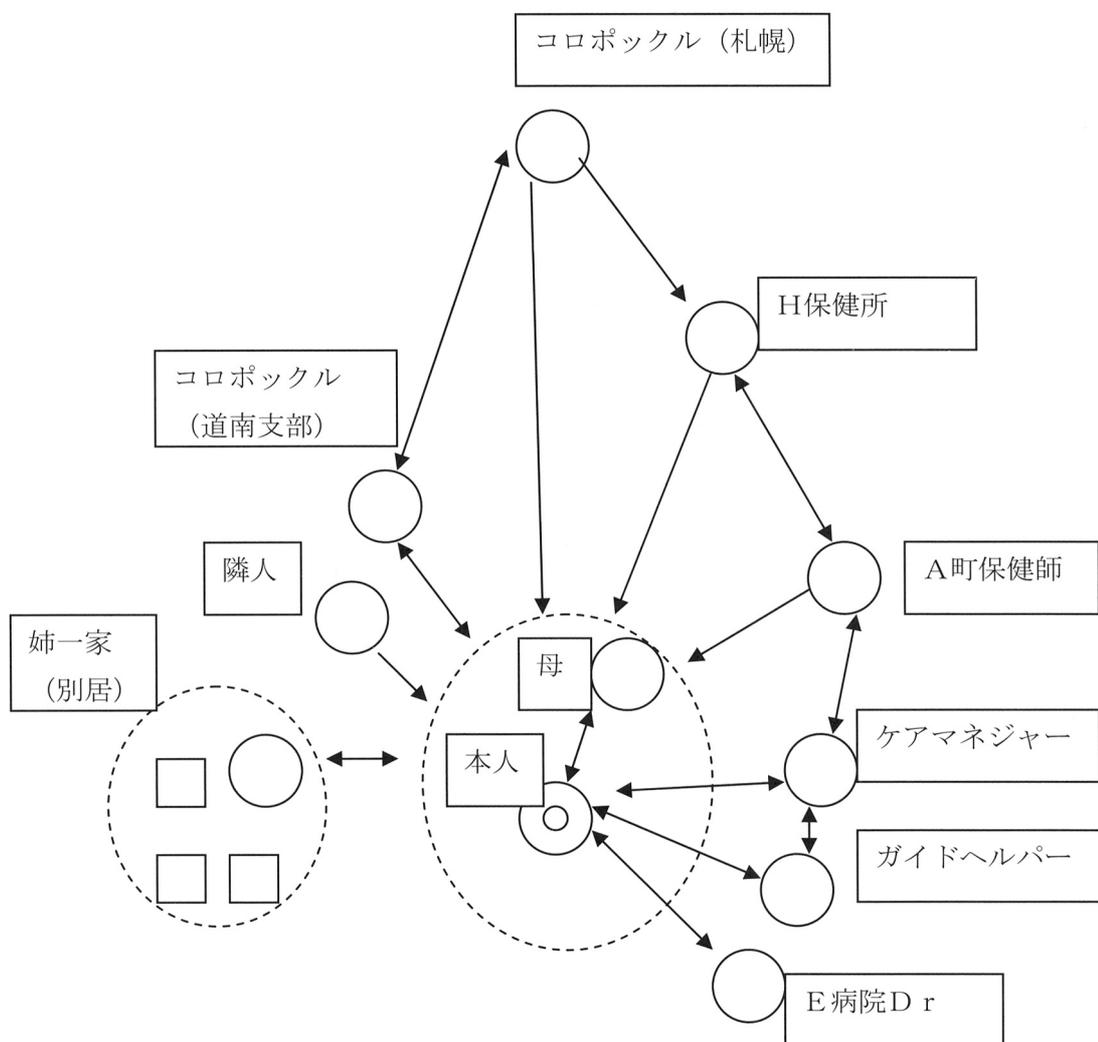 コロポックル（札幌）
H保健所
コロポックル
（道南支部）
隣人
A町保健師
姉一家
（別居）
母
本人
ケアマネジャー
ガイドヘルパー
E病院Dr